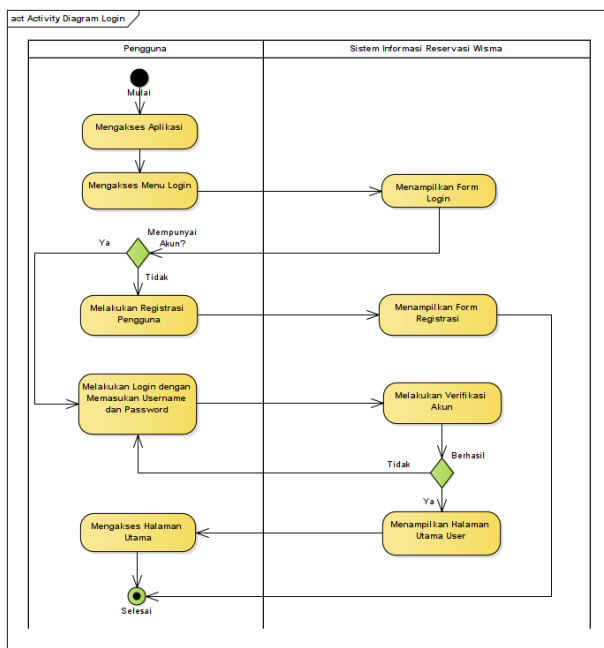 act Activity Diagram Login
Pengguna
Sistem Informasi Reservasi Wisma
Mulai
Mengakses Aplikasi
Mengakses Menu Login
Menampilkan Form
Login
Mempunyai
Akun?
Ya
Tidak
Melakukan Registrasi
Pengguna
Menampilkan Form
Registrasi
Melakukan Login dengan
Memasukan Username
dan Password
Melakukan Verifikasi
Akun
Berhasil
Tidak
Ya
Mengakses Halaman
Utama
Menampilkan Halaman
Utama User
Selesai